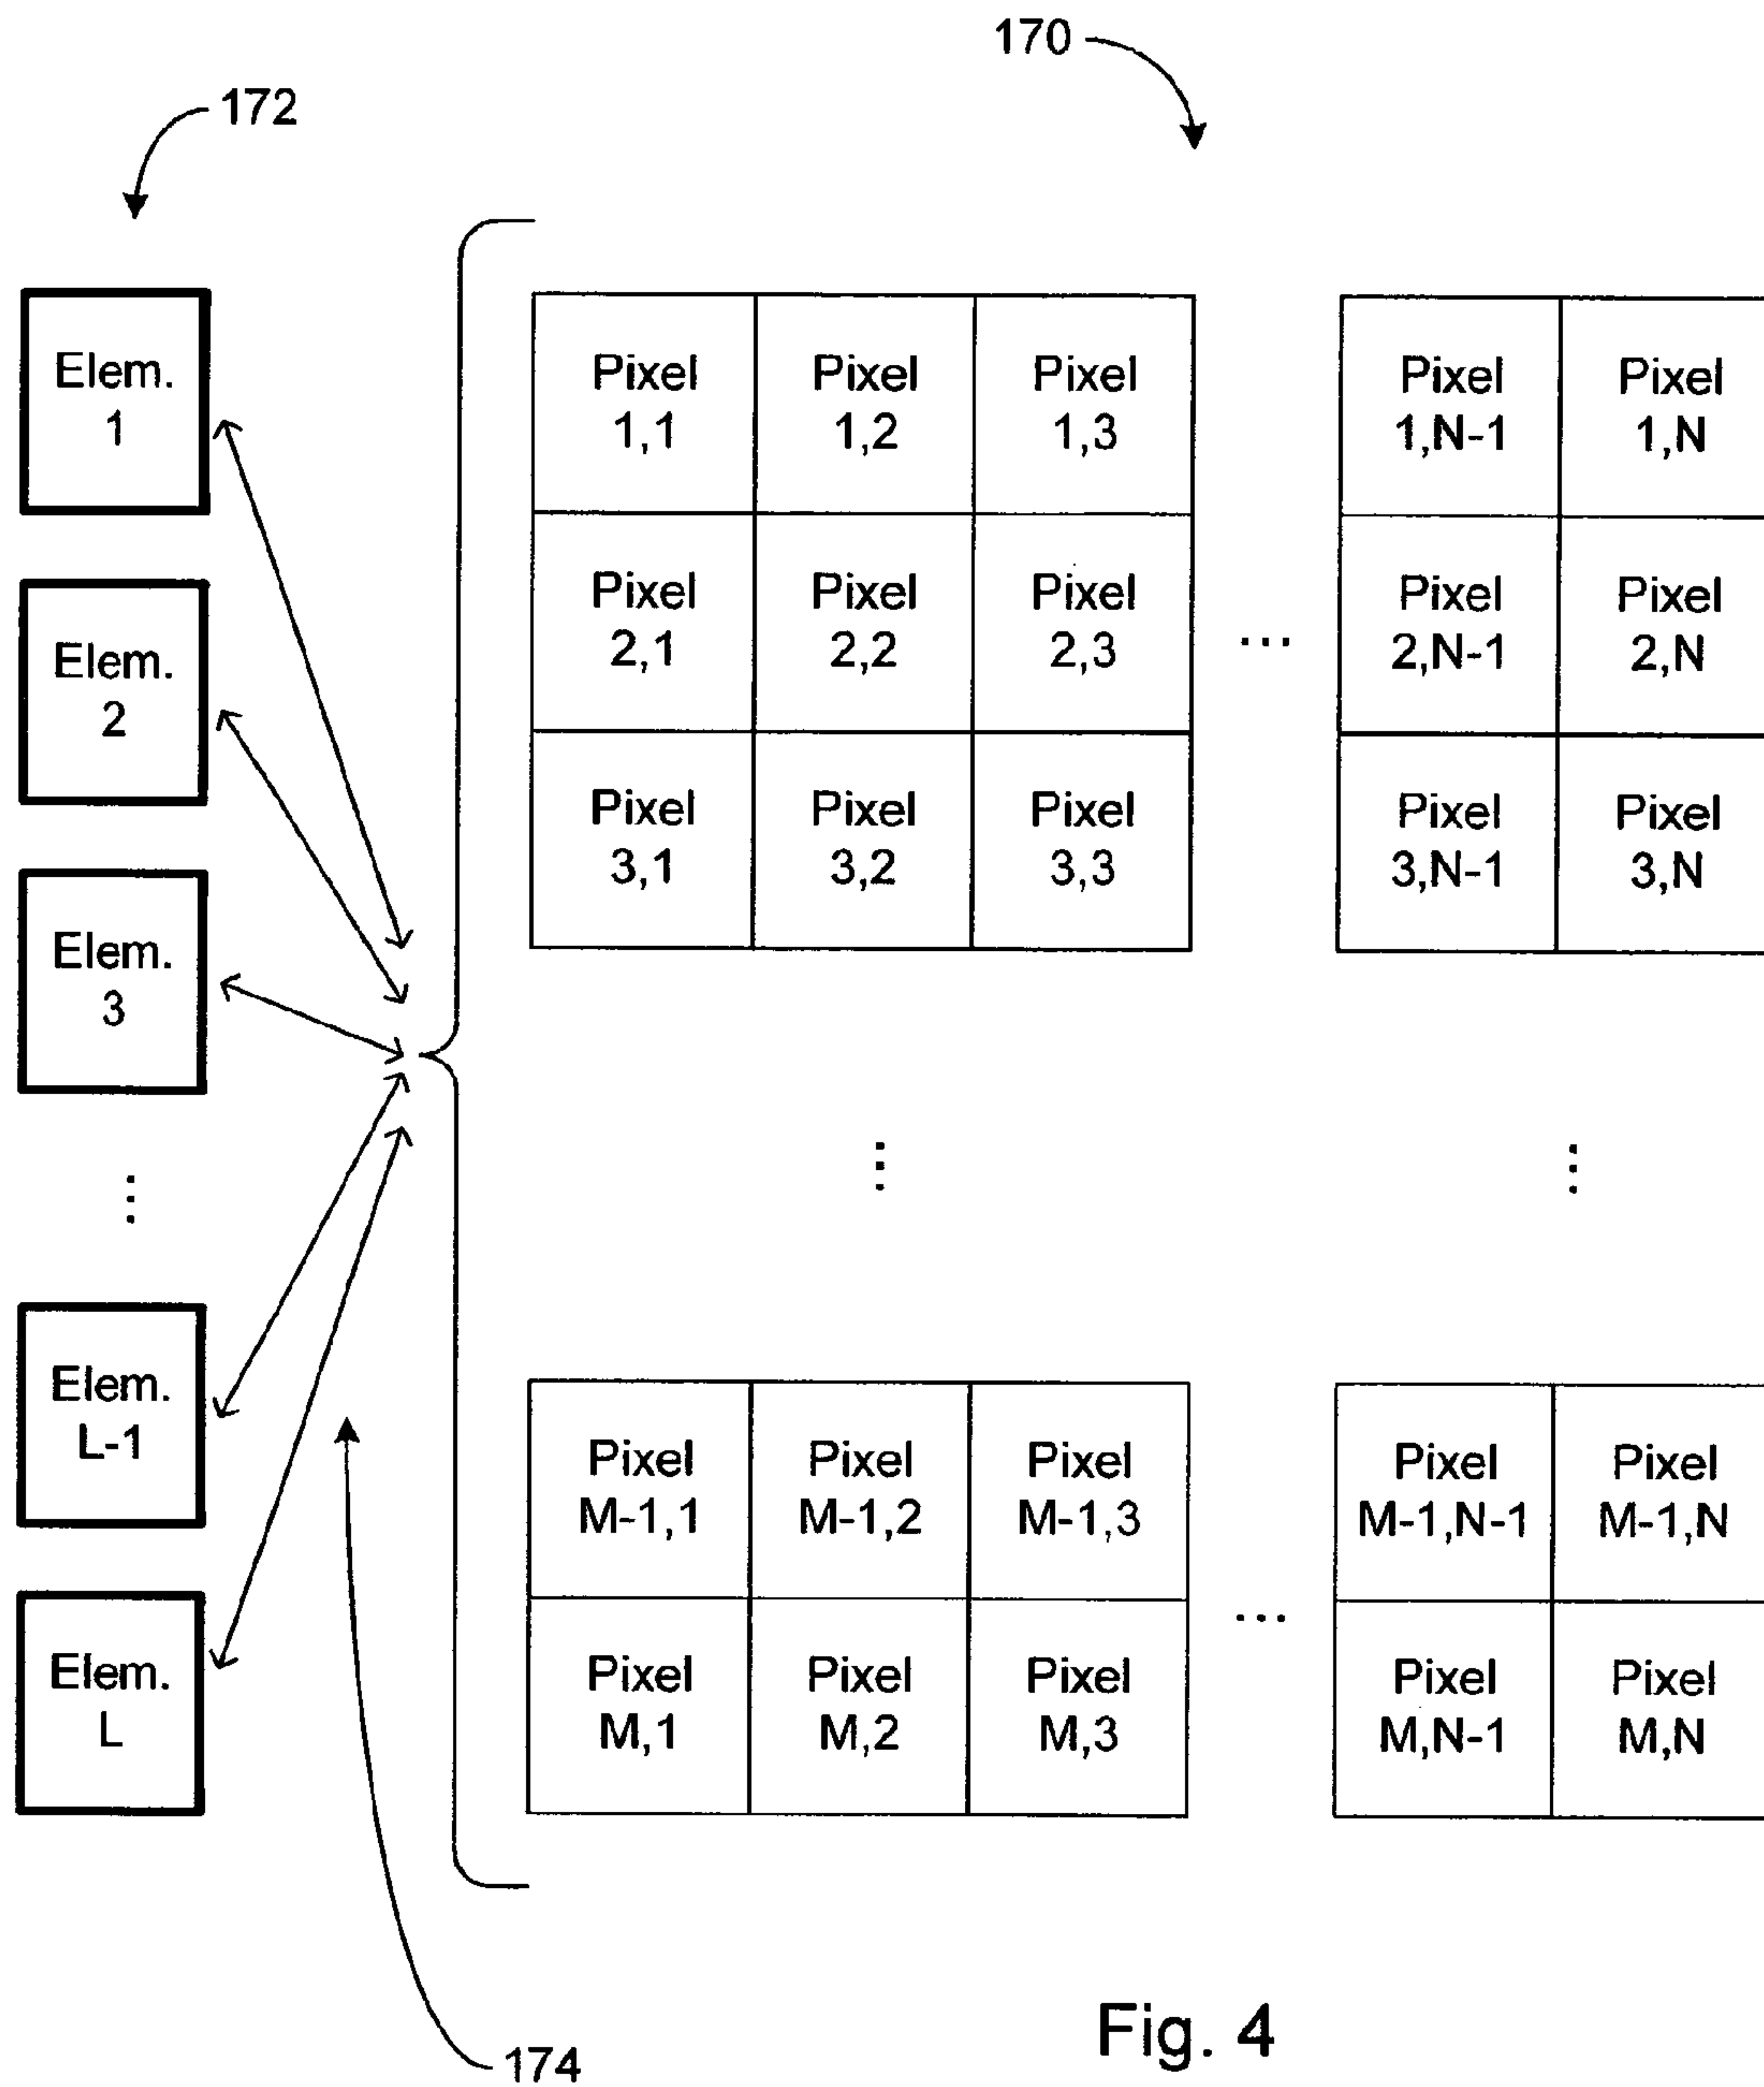 170
172
Elem.
1
Elem.
2
Elem.
3
⋮
Elem.
L-1
Elem.
L
Pixel Pixel Pixel Pixel Pixel
1,1 1,2 1,3 1,N-1 1,N
Pixel Pixel Pixel ... Pixel Pixel
2,1 2,2 2,3 2,N-1 2,N
Pixel Pixel Pixel Pixel Pixel
3,1 3,2 3,3 3,N-1 3,N
⋮ ⋮
Pixel Pixel Pixel Pixel Pixel
M-1,1 M-1,2 M-1,3 M-1,N-1 M-1,N
...
Pixel Pixel Pixel Pixel Pixel
M,1 M,2 M,3 M,N-1 M,N
174
Fig. 4